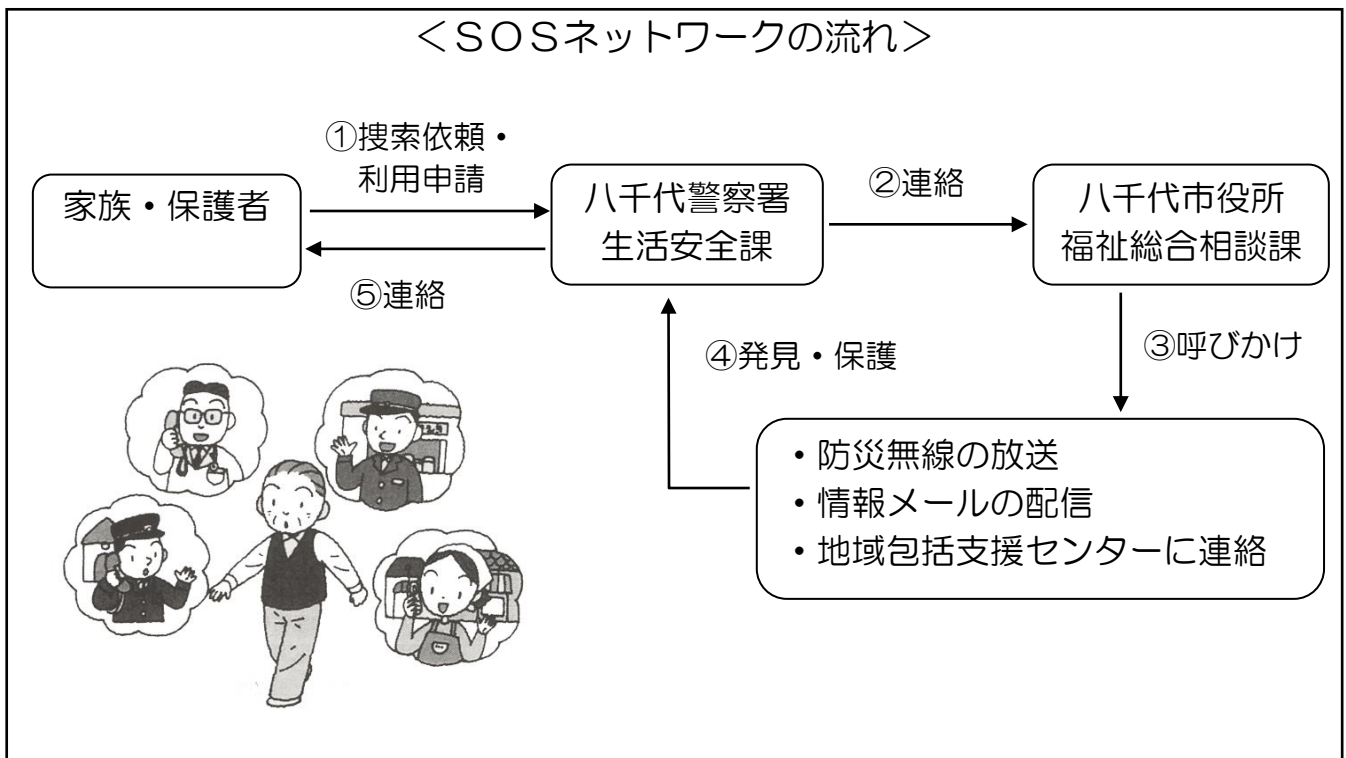 ＜ＳＯＳネットワークの流れ＞
①捜索依頼・
利用申請
家族・保護者
八千代警察署
生活安全課
②連絡
八千代市役所
福祉総合相談課
⑤連絡
④発見・保護
③呼びかけ
・防災無線の放送
・情報メールの配信
・地域包括支援センターに連絡